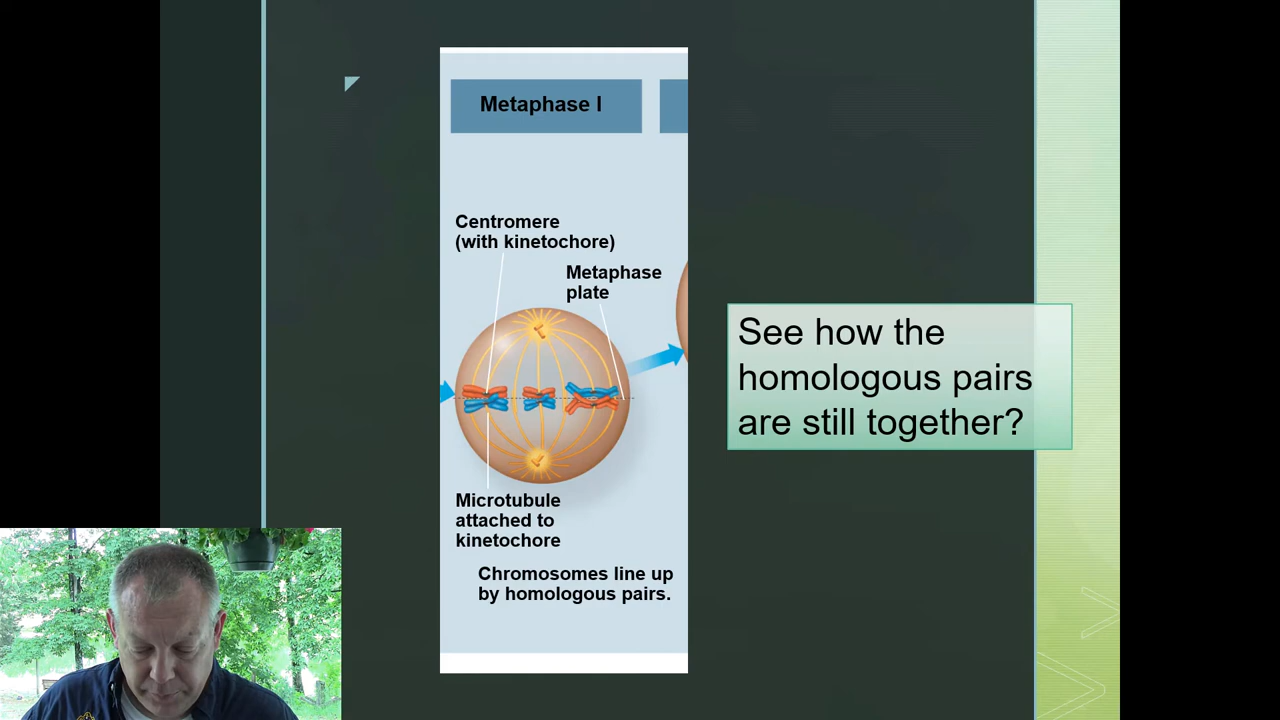 Metaphase I
Centromere
(with kinetochore)
Metaphase
plate
Microtubule
attached to
kinetochore
Chromosomes line up
by homologous pairs.
See how the
homologous pairs
are still together?